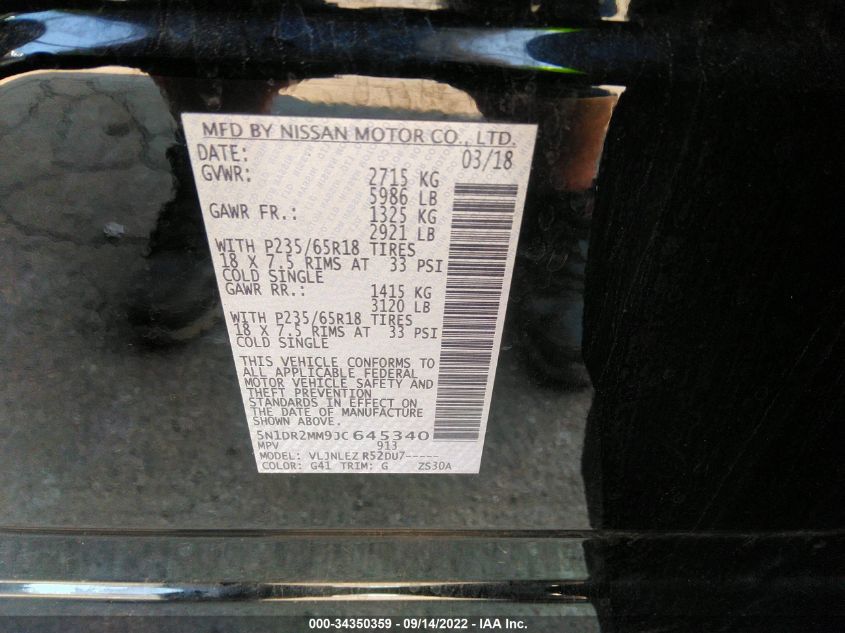 MFD BY NISSAN MOTOR CO., LTD.
DATE: 03/18
GVWR: 2715 KG
5986 LB
GAWR FR.: 1325 KG
2921 LB
WITH P235/65R18 TIRES
18 X 7.5 RIMS AT 33 PSI
COLD SINGLE
GAWR RR.: 1415 KG
3120 LB
WITH P235/65R18 TIRES
18 X 7.5 RIMS AT 33 PSI
COLD SINGLE
THIS VEHICLE CONFORMS TO
ALL APPLICABLE FEDERAL
MOTOR VEHICLE SAFETY AND
THEFT PREVENTION
STANDARDS IN EFFECT ON
THE DATE OF MANUFACTURE
SHOWN ABOVE.
5N1DR2MM9JC645340
MPV 913
MODEL: VLJNLEZ R52DU7-----
COLOR: G41 TRIM: G ZS30A
000-34350359 - 09/14/2022 - IAA Inc.